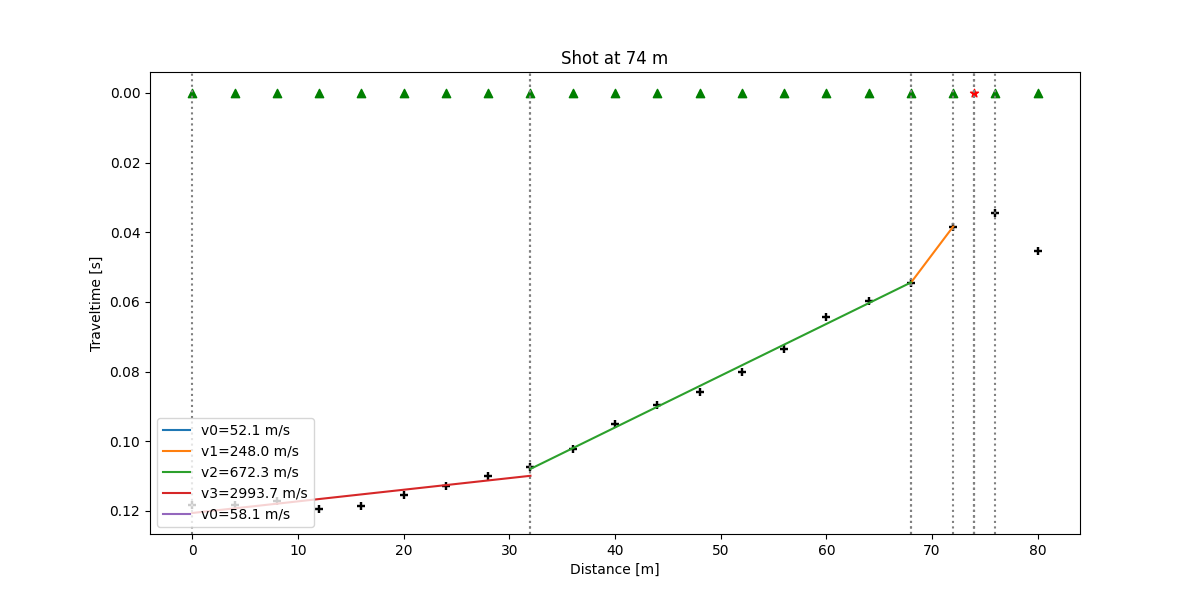 Shot at 74 m
Traveltime [s]
0.00
0.02
0.04
0.06
0.08
0.10
0.12
v0=52.1 m/s
v1=248.0 m/s
v2=672.3 m/s
v3=2993.7 m/s
v0=58.1 m/s
0 10 20 30 40 50 60 70 80
Distance [m]